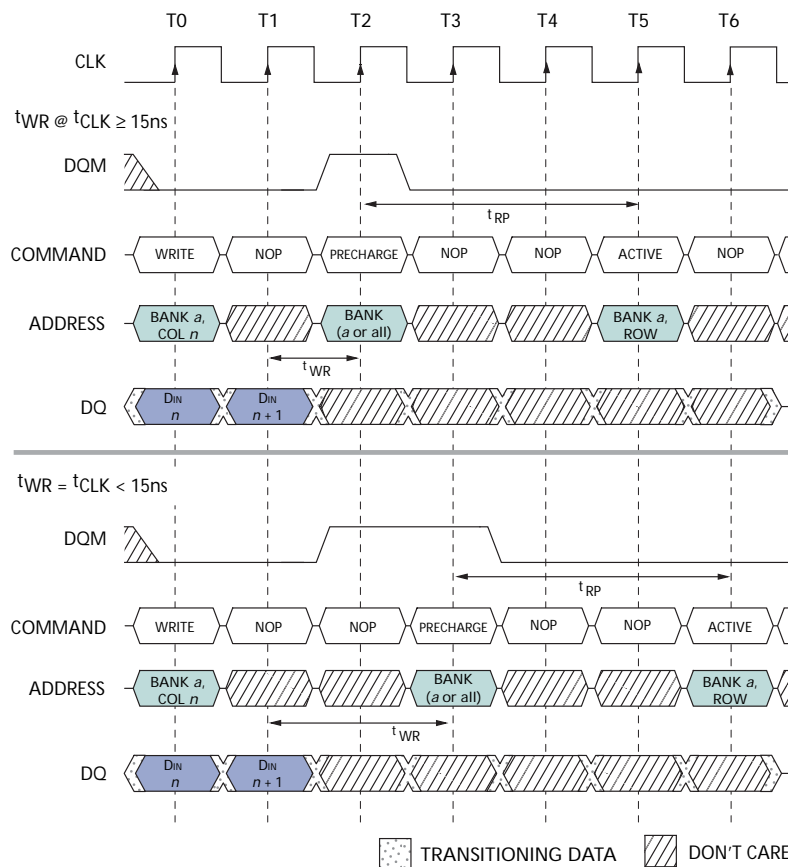 T0 T1 T2 T3 T4 T5 T6
CLK
tWR @ tCLK ≥ 15ns
DQM
tRP
COMMAND WRITE NOP PRECHARGE NOP NOP ACTIVE NOP
ADDRESS BANK a, COL n BANK (a or all) BANK a, ROW
tWR
DQ DIN n DIN n + 1
tWR = tCLK < 15ns
DQM
tRP
COMMAND WRITE NOP NOP PRECHARGE NOP NOP ACTIVE
ADDRESS BANK a, COL n BANK (a or all) BANK a, ROW
tWR
DQ DIN n DIN n + 1
TRANSITIONING DATA DON'T CARE